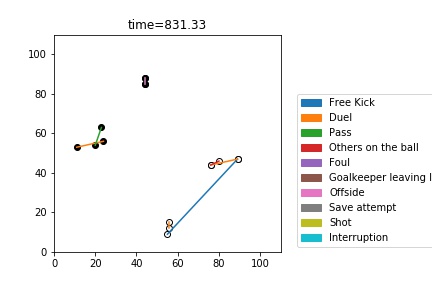 time=831.33
100
80
60
40
20
0
0 20 40 60 80 100
Free Kick
Duel
Pass
Others on the ball
Foul
Goalkeeper leaving l
Offside
Save attempt
Shot
Interruption